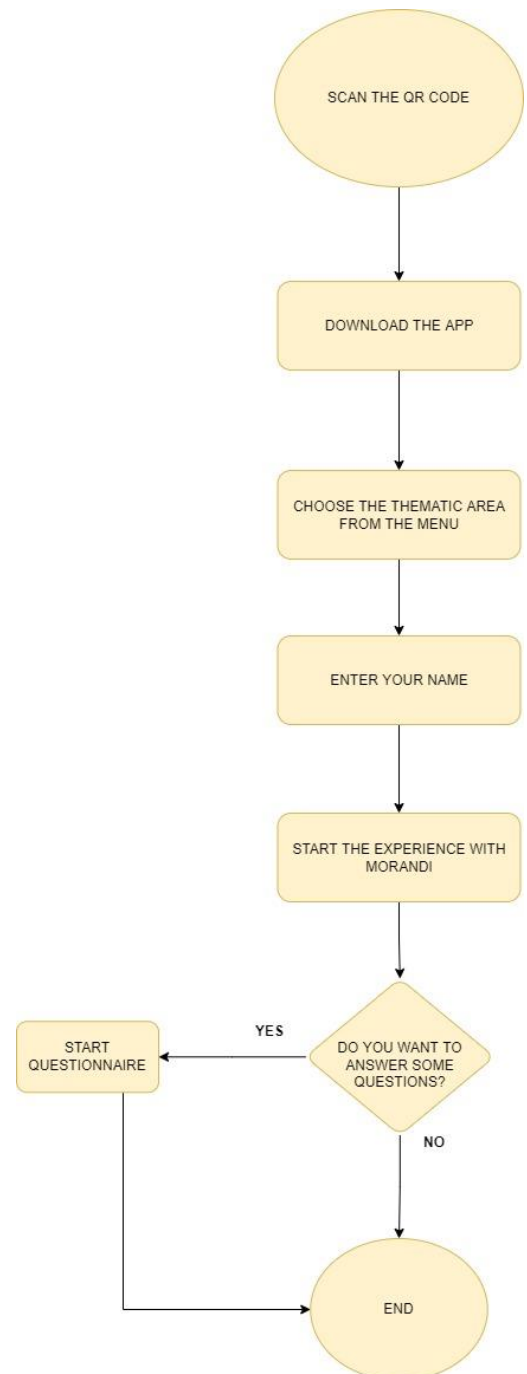 SCAN THE QR CODE
DOWNLOAD THE APP
CHOOSE THE THEMATIC AREA
FROM THE MENU
ENTER YOUR NAME
START THE EXPERIENCE WITH
MORANDI
DO YOU WANT TO
ANSWER SOME
QUESTIONS?
YES
START
QUESTIONNAIRE
NO
END